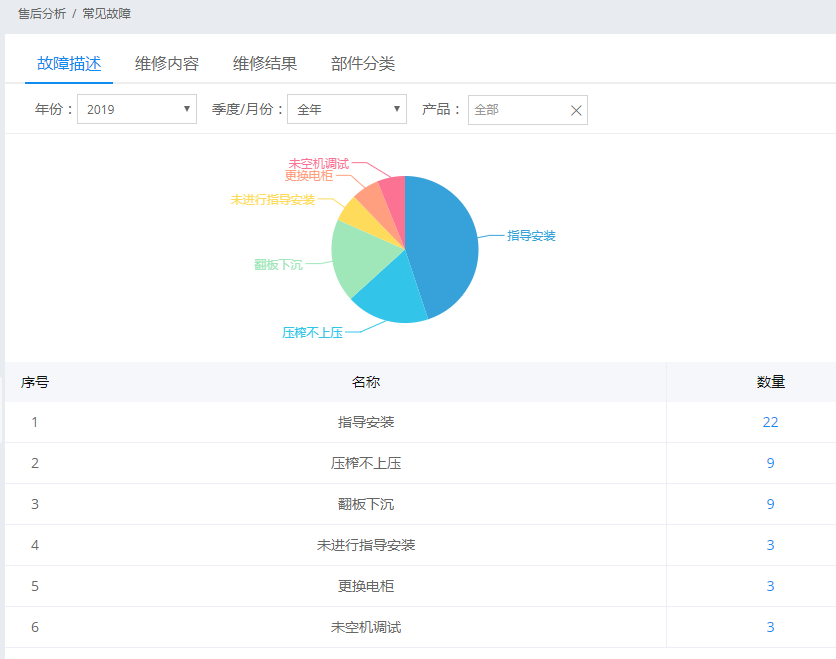 售后分析 / 常见故障
故障描述 维修内容 维修结果 部件分类
年份： 2019 季度/月份： 全年 产品： 全部
未空机调试
更换电柜
未进行指导安装
指导安装
翻板下沉
压榨不上压
序号 名称 数量
1 指导安装 22
2 压榨不上压 9
3 翻板下沉 9
4 未进行指导安装 3
5 更换电柜 3
6 未空机调试 3